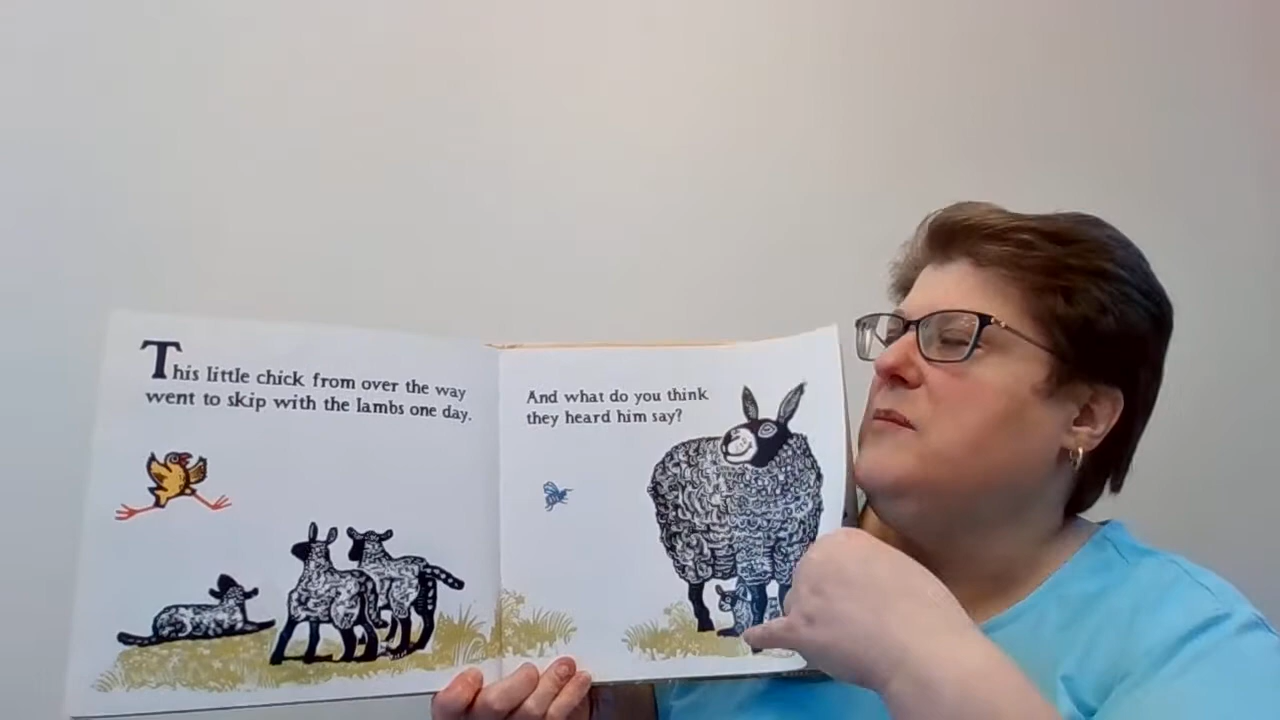 This little chick from over the way
went to skip with the lambs one day.
And what do you think
they heard him say?